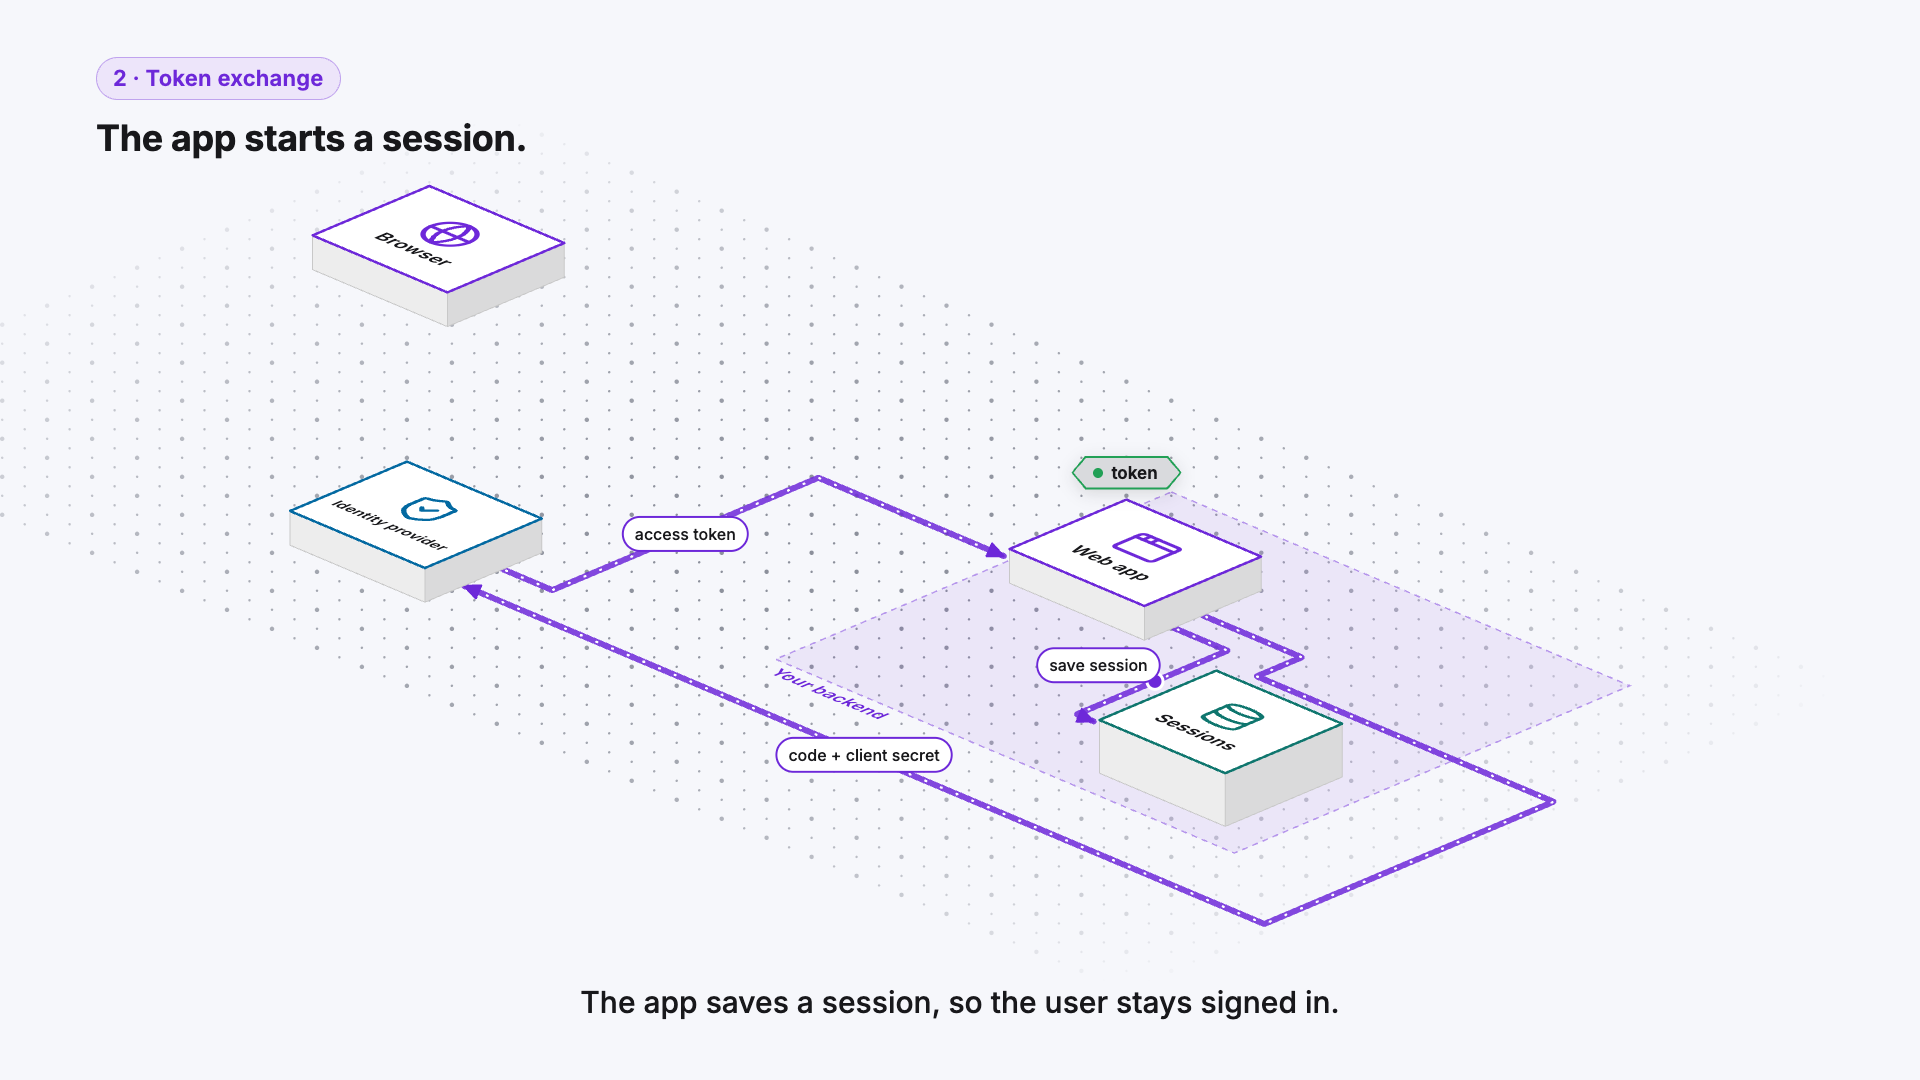 2 · Token exchange
The app starts a session.
Browser
Identity provider
access token
token
Web app
save session
Your backend
Sessions
code + client secret
The app saves a session, so the user stays signed in.